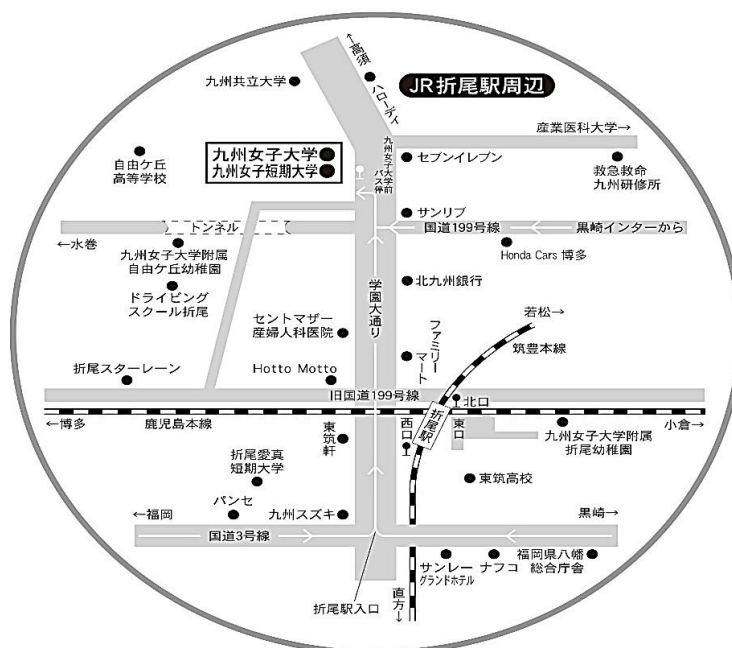 ↑高須
九州共立大学
ハローデイ
JR折尾駅周辺
産業医科大学→
九州女子大学
九州女子短期大学
九州女子大学前
バス停
セブンイレブン
自由ケ丘
高等学校
救急救命
九州研修所
サンリブ
トンネル
国道199号線
黒崎インターから
←水巻
九州女子大学附属
自由ケ丘幼稚園
Honda Cars 博多
ドライビング
スクール折尾
学園大通り
北九州銀行
若松→
セントマザー
産婦人科医院
ファミリー
マート
筑豊本線
折尾スターレーン
Hotto Motto
旧国道199号線
北口
←博多
鹿児島本線
東筑軒
西口
折尾駅
東口
九州女子大学附属
折尾幼稚園
小倉→
折尾愛真
短期大学
東筑高校
パンセ
←福岡
九州スズキ
黒崎→
国道3号線
サンレー
グランドホテル
ナフコ
福岡県八幡
総合庁舎
折尾駅入口
直方→